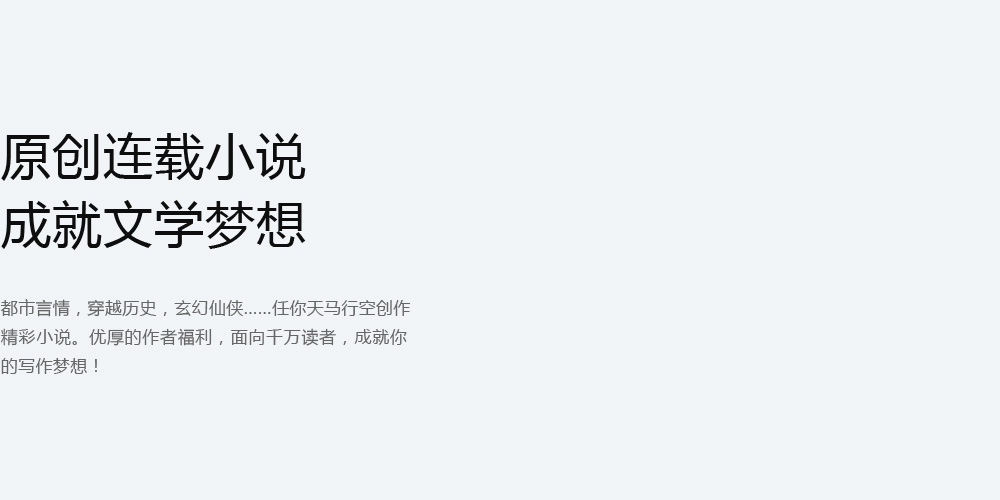 原创连载小说
成就文学梦想
都市言情，穿越历史，玄幻仙侠......任你天马行空创作
精彩小说。优厚的作者福利，面向千万读者，成就你
的写作梦想！